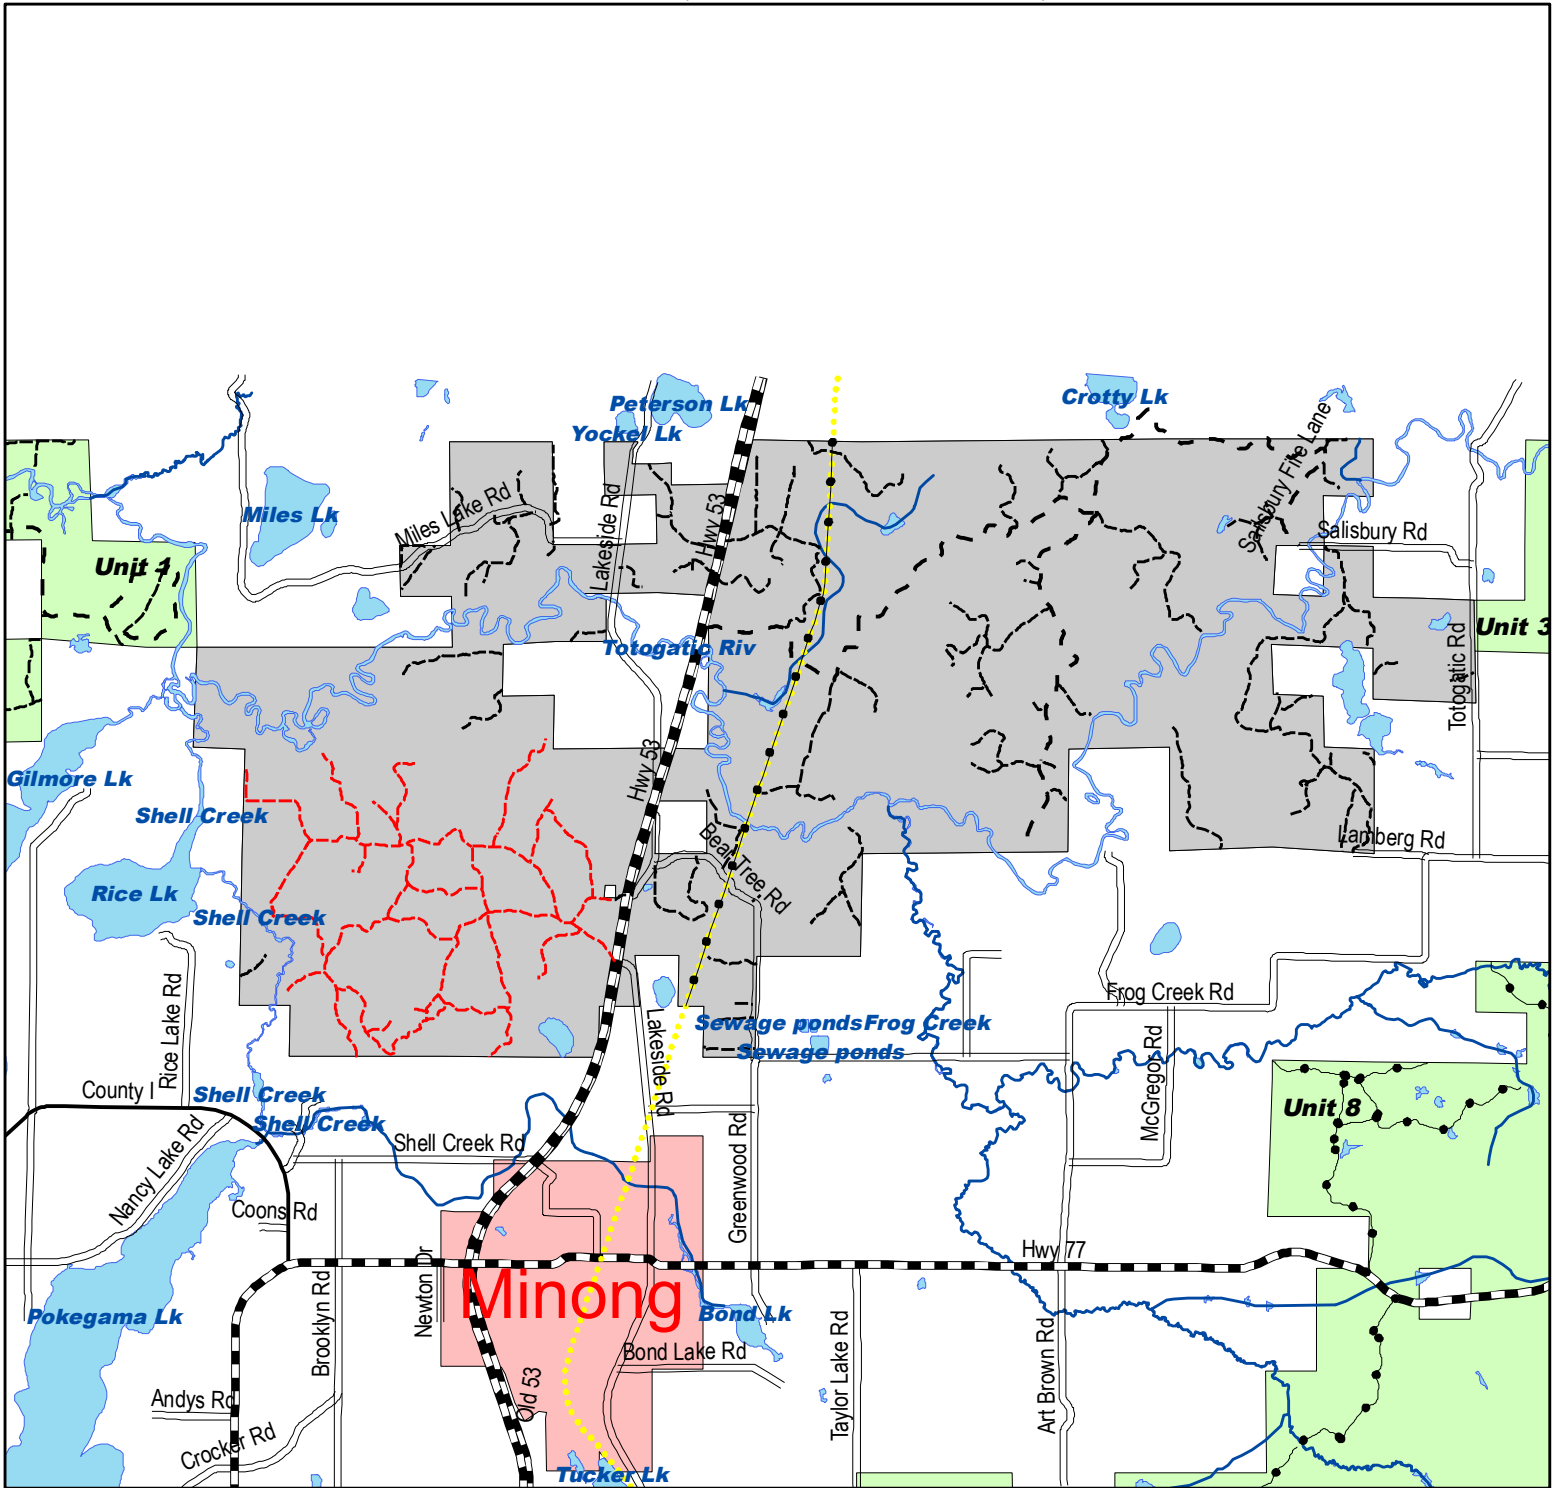 Peterson Lk
Crotty Lk
Yockel Lk
Salisbury Fire Lane
Miles Lk
Miles Lake Rd
Lakeside Rd
Hwy 53
Salisbury Rd
Unit 1
Unit 3
Totogatic Riv
Totogatic Rd
Gilmore Lk
Hwy 53
Shell Creek
Bear Tree Rd
Lamberg Rd
Rice Lk
Shell Creek
Rice Lake Rd
Frog Creek Rd
Sewage ponds
Frog Creek
Sewage ponds
Lakeside Rd
McGregor Rd
County I
Shell Creek
Shell Creek
Unit 8
Nancy Lake Rd
Shell Creek Rd
Greenwood Rd
Coons Rd
Hwy 77
Newton Dr
Minong
Brooklyn Rd
Pokegama Lk
Bond Lk
Bond Lake Rd
Taylor Lake Rd
Art Brown Rd
Old 53
Andys Rd
Crocker Rd
Tucker Lk